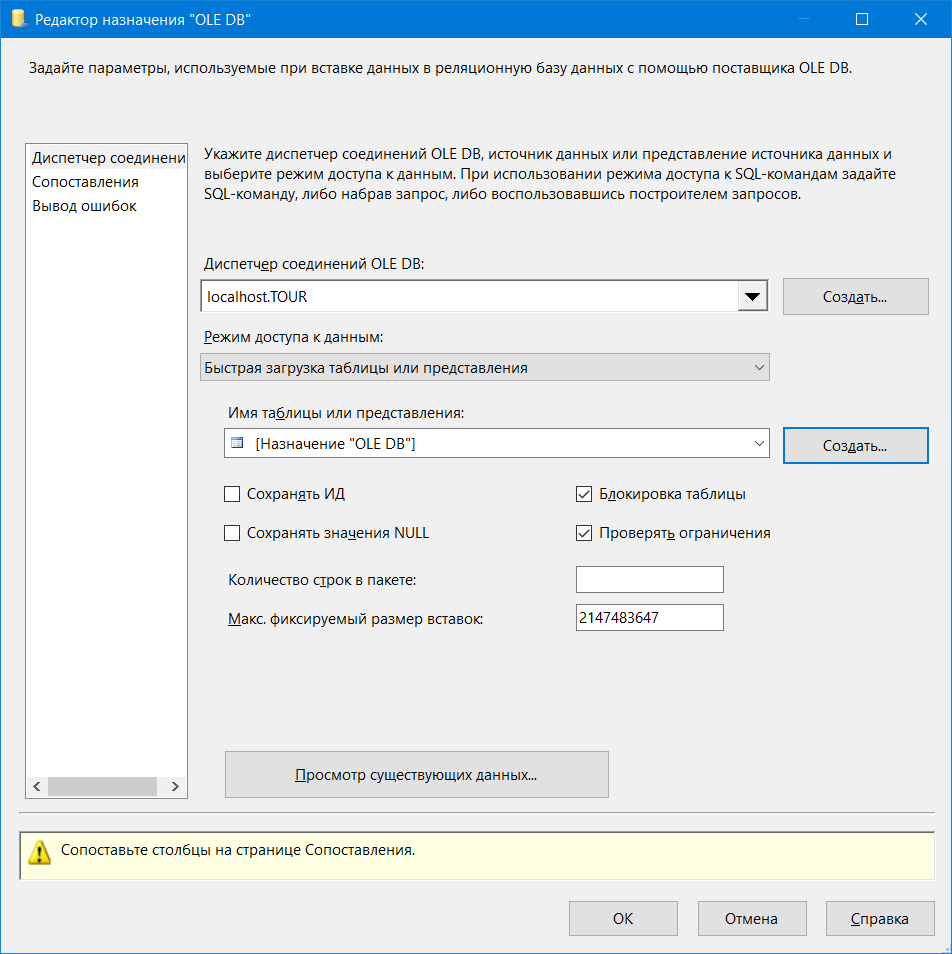 Редактор назначения "OLE DB"
Задайте параметры, используемые при вставке данных в реляционную базу данных с помощью поставщика OLE DB.
Диспетчер соединени
Сопоставления
Вывод ошибок
Укажите диспетчер соединений OLE DB, источник данных или представление источника данных и
выберите режим доступа к данным. При использовании режима доступа к SQL-командам задайте
SQL-команду, либо набрав запрос, либо воспользовавшись построителем запросов.
Диспетчер соединений OLE DB:
localhost.TOUR
Создать...
Режим доступа к данным:
Быстрая загрузка таблицы или представления
Имя таблицы или представления:
[Назначение "OLE DB"]
Создать...
Сохранять ИД
Блокировка таблицы
Сохранять значения NULL
Проверять ограничения
Количество строк в пакете:
Макс. фиксируемый размер вставок:
2147483647
Просмотр существующих данных...
Сопоставьте столбцы на странице Сопоставления.
ОК
Отмена
Справка